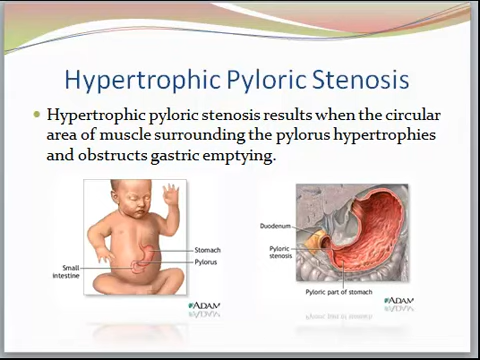 Hypertrophic Pyloric Stenosis
Hypertrophic pyloric stenosis results when the circular
area of muscle surrounding the pylorus hypertrophies
and obstructs gastric emptying.
Stomach
Pylorus
Small
intestine
ADAM
Duodenum
Pyloric
stenosis
Pyloric part of stomach
ADAM